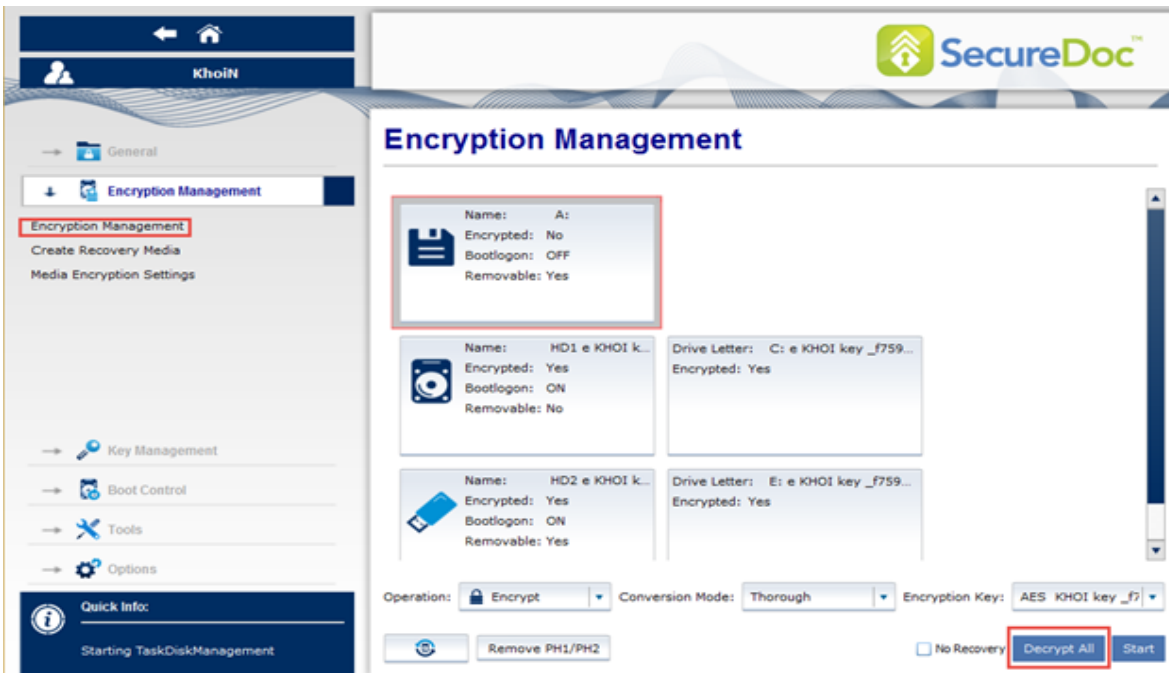 KhoiN
SecureDoc™
General
Encryption Management
Encryption Management
Create Recovery Media
Media Encryption Settings
Key Management
Boot Control
Tools
Options
Quick Info:
Starting TaskDiskManagement
Encryption Management
Name: A:
Encrypted: No
Bootlogon: OFF
Removable: Yes
Name: HD1 e KHOI k...
Encrypted: Yes
Bootlogon: ON
Removable: No
Drive Letter: C: e KHOI key _f759...
Encrypted: Yes
Name: HD2 e KHOI k...
Encrypted: Yes
Bootlogon: ON
Removable: Yes
Drive Letter: E: e KHOI key _f759...
Encrypted: Yes
Operation: Encrypt Conversion Mode: Thorough Encryption Key: AES KHOI key _f7
Remove PH1/PH2 No Recovery Decrypt All Start